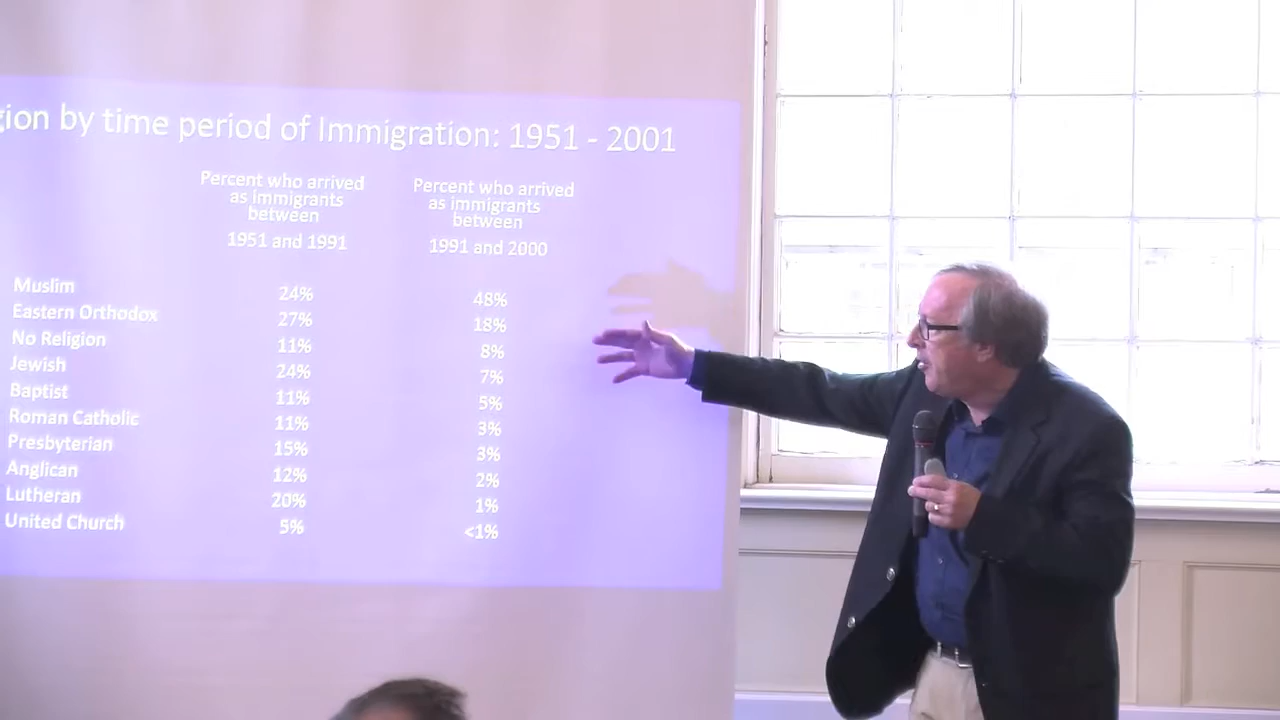 gion by time period of Immigration: 1951 - 2001
Percent who arrived
as immigrants
between
1951 and 1991
Percent who arrived
as immigrants
between
1991 and 2000
Muslim 24% 48%
Eastern Orthodox 27% 18%
No Religion 11% 8%
Jewish 24% 7%
Baptist 11% 5%
Roman Catholic 11% 3%
Presbyterian 15% 3%
Anglican 12% 2%
Lutheran 20% 1%
United Church 5% <1%